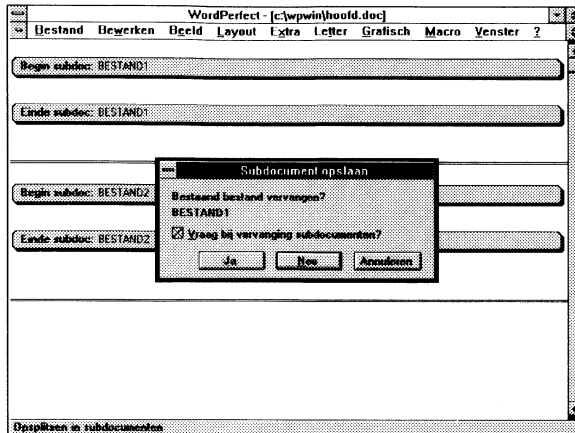 WordPerfect - [c:\wpwin\hoofd.doc]
Bestand Bewerken Beeld Layout Extra Letter Grafisch Macro Venster ?
Begin subdoc: BESTAND1
Einde subdoc: BESTAND1
Subdocument opslaan
Bestaand bestand vervangen?
BESTAND1
Vraag bij vervanging subdocumenten?
Ja Nee Annuleren
Begin subdoc: BESTAND2
Einde subdoc: BESTAND2
Opsplitsen in subdocumenten